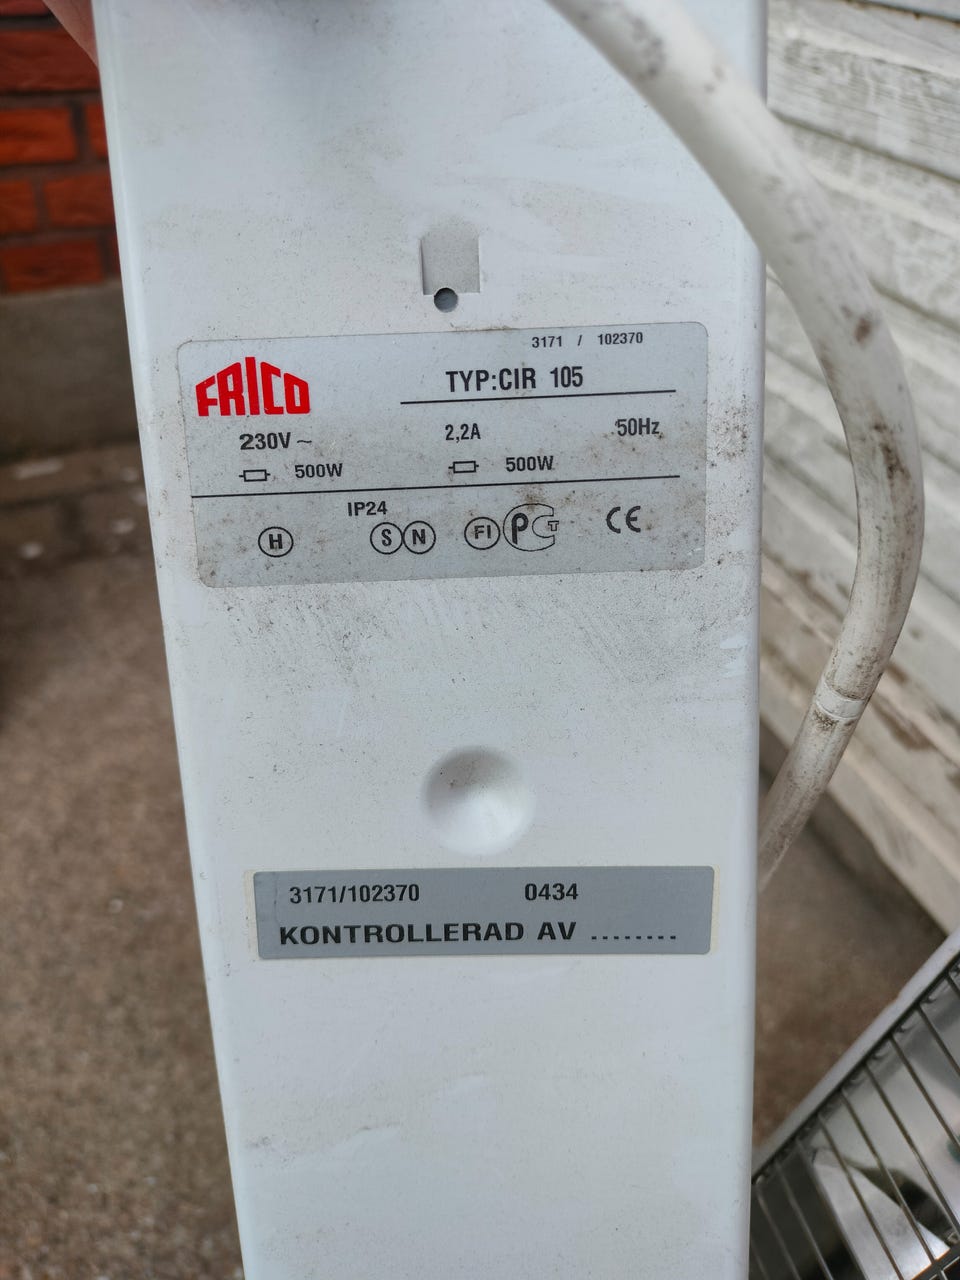 3171 / 102370
FRICO
TYP:CIR 105
230V~ 2,2A 50Hz
500W 500W
IP24
H S N FI PCT CE
3171/102370 0434
KONTROLLERAD AV ........